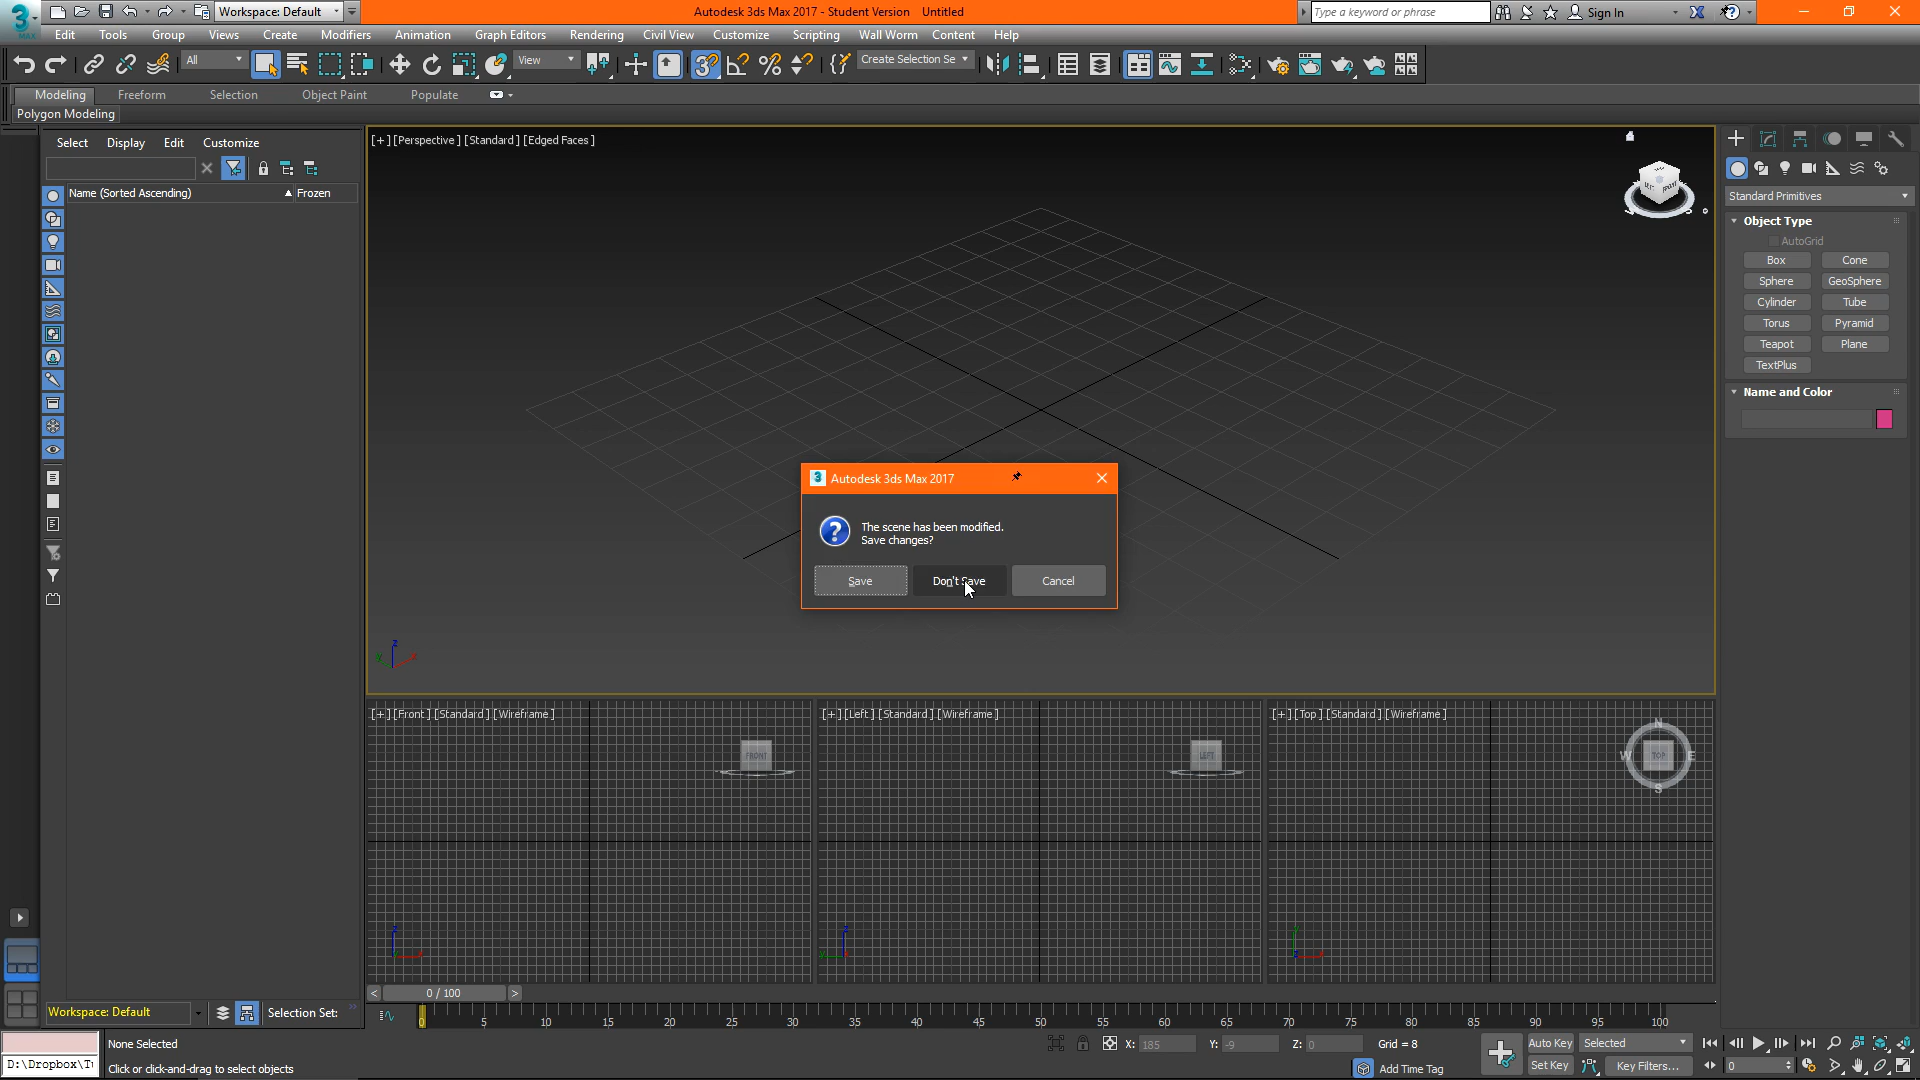 Workspace: Default
Autodesk 3ds Max 2017 - Student Version Untitled
Type a keyword or phrase
Sign In
MAX
Edit Tools Group Views Create Modifiers Animation Graph Editors Rendering Civil View Customize Scripting Wall Worm Content Help
All
View
Create Selection Se
Modeling Freeform Selection Object Paint Populate
Polygon Modeling
Select Display Edit Customize
Name (Sorted Ascending) Frozen
[+] [Perspective] [Standard] [Edged Faces]
Standard Primitives
Object Type
AutoGrid
Box Cone
Sphere GeoSphere
Cylinder Tube
Torus Pyramid
Teapot Plane
TextPlus
Name and Color
Autodesk 3ds Max 2017
The scene has been modified.
Save changes?
Save Don't Save Cancel
z
y x
[+] [Front] [Standard] [Wireframe]
FRONT
[+] [Left] [Standard] [Wireframe]
LEFT
[+] [Top] [Standard] [Wireframe]
N
W TOP E
S
< 0 / 100 >
Workspace: Default
Selection Set:
0 5 10 15 20 25 30 35 40 45 50 55 60 65 70 75 80 85 90 95 100
None Selected
X: 185 Y: -9 Z: 0 Grid = 8
Auto Key Selected
D:\Dropbox\Tu
Click or click-and-drag to select objects
Add Time Tag
Set Key Key Filters... 0